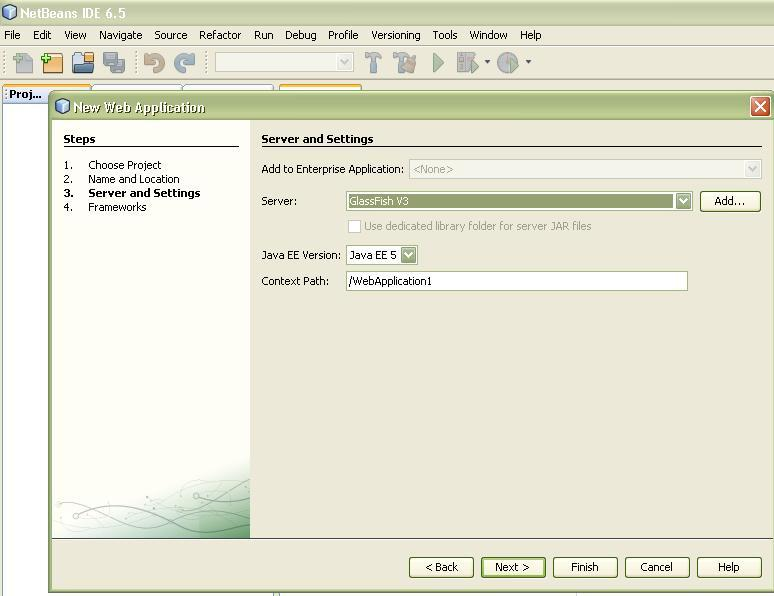 NetBeans IDE 6.5
File Edit View Navigate Source Refactor Run Debug Profile Versioning Tools Window Help
Proj...
New Web Application
Steps
1. Choose Project
2. Name and Location
3. Server and Settings
4. Frameworks
Server and Settings
Add to Enterprise Application: <None>
Server: GlassFish V3 Add...
Use dedicated library folder for server JAR files
Java EE Version: Java EE 5
Context Path: /WebApplication1
< Back Next > Finish Cancel Help